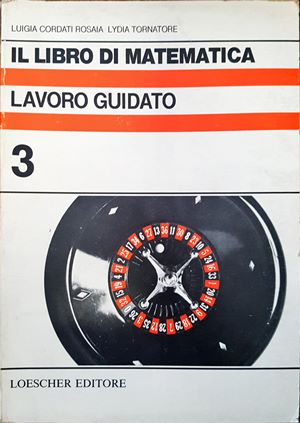 LUIGIA CORDATI ROSAIA LYDIA TORNATORE
IL LIBRO DI MATEMATICA
LAVORO GUIDATO
3
LOESCHER EDITORE